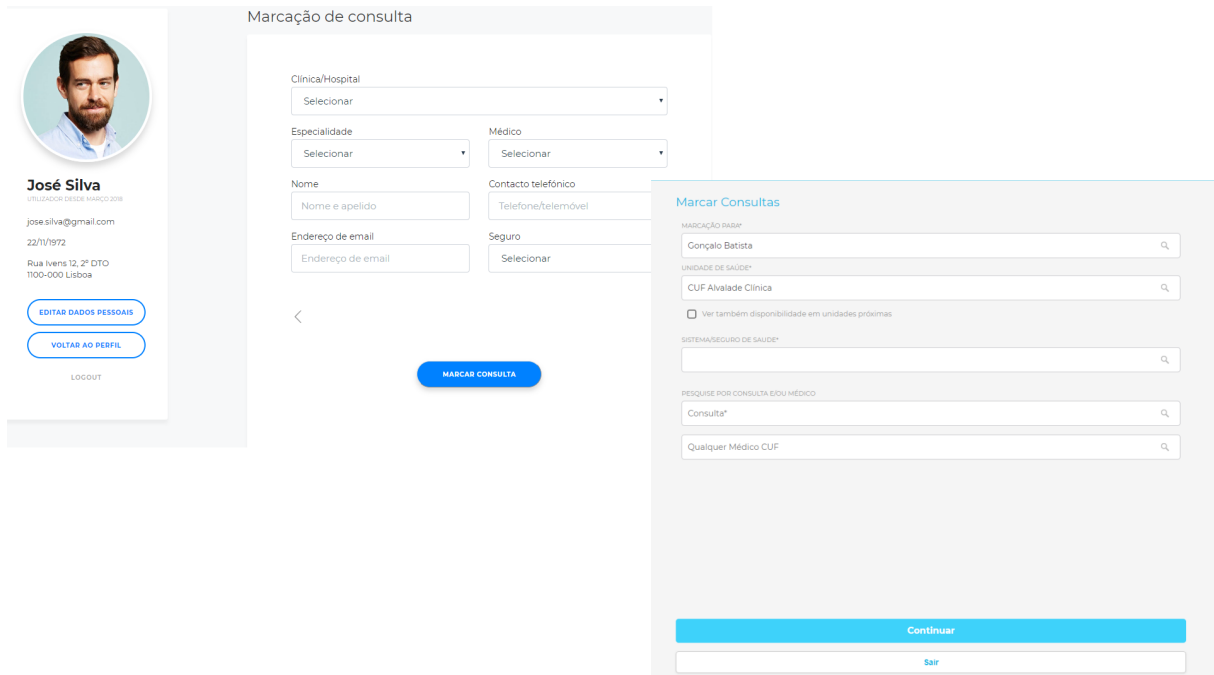 Marcação de consulta
José Silva
UTILIZADOR DESDE MARÇO 2018
jose.silva@gmail.com
22/11/1972
Rua Ivens 12, 2º DTO
1100-000 Lisboa
EDITAR DADOS PESSOAIS
VOLTAR AO PERFIL
LOGOUT
Clínica/Hospital
Selecionar
Especialidade
Médico
Selecionar
Selecionar
Nome
Contacto telefónico
Nome e apelido
Telefone/telemóvel
Endereço de email
Seguro
Endereço de email
Selecionar
MARCAR CONSULTA
Marcar Consultas
MARCAÇÃO PARA*
Gonçalo Batista
UNIDADE DE SAÚDE*
CUF Alvalade Clínica
Ver também disponibilidade em unidades próximas
SISTEMA/SEGURO DE SAUDE*
PESQUISE POR CONSULTA E/OU MÉDICO
Consulta*
Qualquer Médico CUF
Continuar
Sair